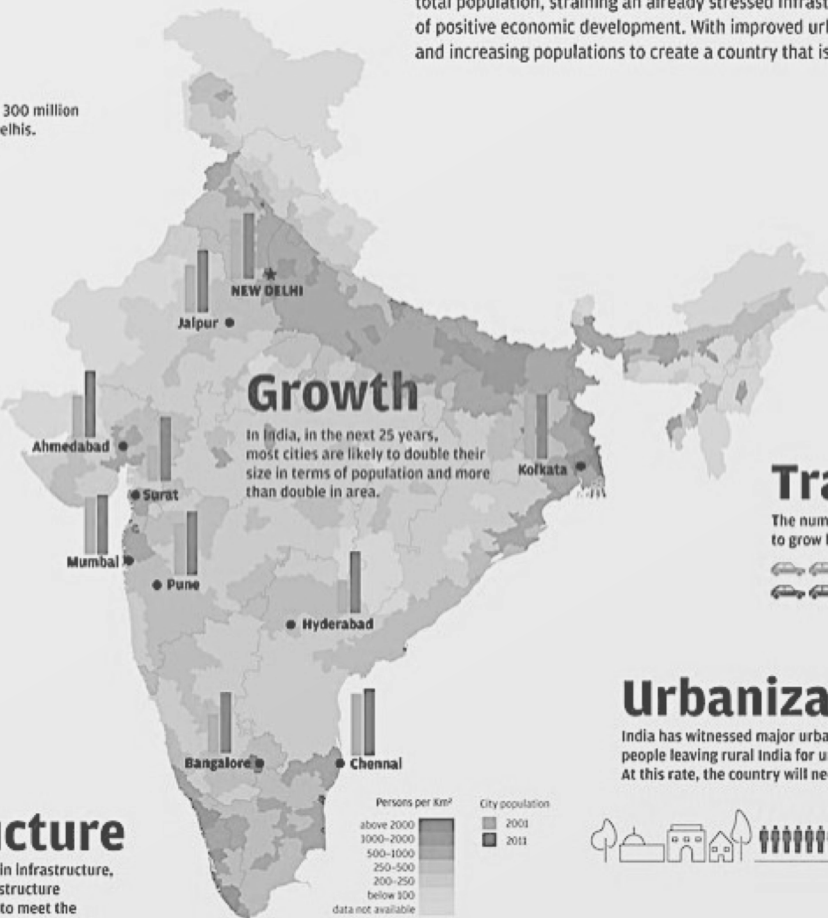 total population, straining an already stressed infrast
of positive economic development. With improved url
and increasing populations to create a country that is
300 million
elhis.
NEW DELHI
Jaipur
Growth
In India, in the next 25 years,
most cities are likely to double their
size in terms of population and more
than double in area.
Ahmedabad
Kolkata
Surat
Tra
The num
to grow
Mumbai
Pune
Hyderabad
Urbaniza
India has witnessed major urba
people leaving rural India for u
At this rate, the country will ne
Bangalore
Chennai
Persons per Km²
above 2000
1000-2000
500-1000
250-500
200-250
below 100
data not available
City population
2001
2011
ucture
in infrastructure,
structure
to meet the